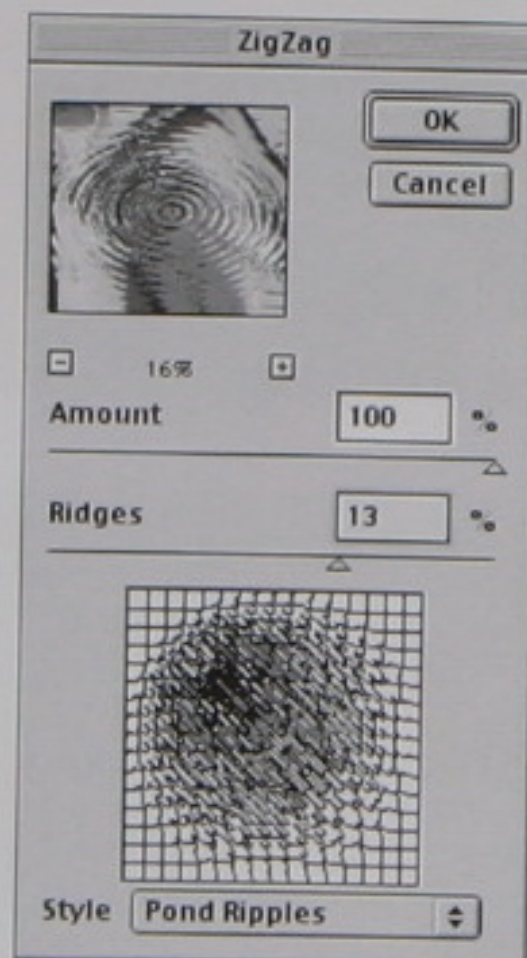 ZigZag
OK
Cancel
16%
Amount 100 %
Ridges 13 %
Style Pond Ripples